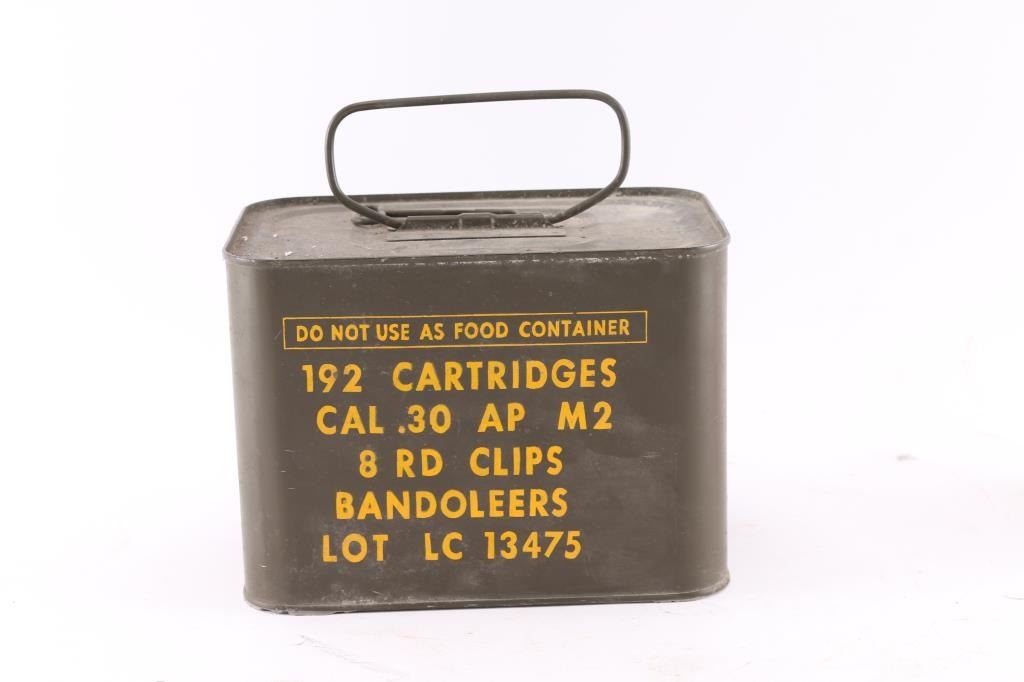 DO NOT USE AS FOOD CONTAINER
192 CARTRIDGES
CAL .30 AP M2
8 RD CLIPS
BANDOLEERS
LOT LC 13475